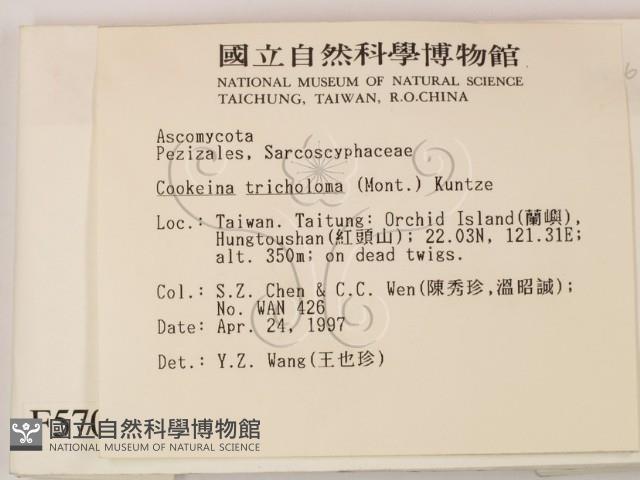 國立自然科學博物館
NATIONAL MUSEUM OF NATURAL SCIENCE
TAICHUNG, TAIWAN, R.O.CHINA
6
Ascomycota
Pezizales, Sarcoscyphaceae
Cookeina tricholoma (Mont.) Kuntze
Loc.: Taiwan. Taitung: Orchid Island(蘭嶼),
Hungtoushan(紅頭山); 22.03N, 121.31E;
alt. 350m; on dead twigs.
Col.: S.Z. Chen & C.C. Wen(陳秀珍,溫昭誠);
No. WAN 426
Date: Apr. 24, 1997
Det.: Y.Z. Wang(王也珍)
國立自然科學博物館
NATIONAL MUSEUM OF NATURAL SCIENCE